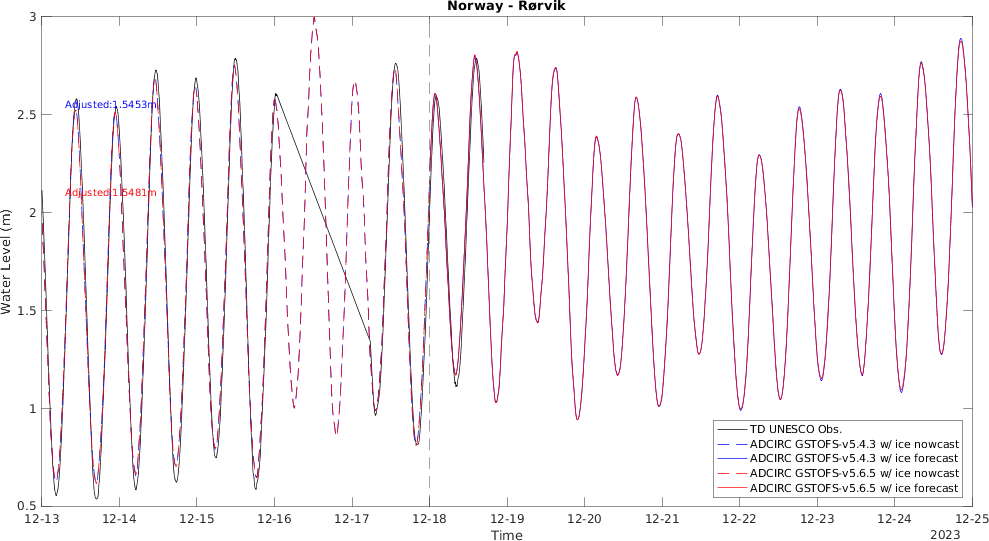 Norway - Rørvik
3
2.5
2
1.5
1
0.5
Water Level (m)
Adjusted:1.5453m
Adjusted:1.5481m
TD UNESCO Obs.
ADCIRC GSTOFS-v5.4.3 w/ ice nowcast
ADCIRC GSTOFS-v5.4.3 w/ ice forecast
ADCIRC GSTOFS-v5.6.5 w/ ice nowcast
ADCIRC GSTOFS-v5.6.5 w/ ice forecast
12-13 12-14 12-15 12-16 12-17 12-18 12-19 12-20 12-21 12-22 12-23 12-24 12-25
Time
2023